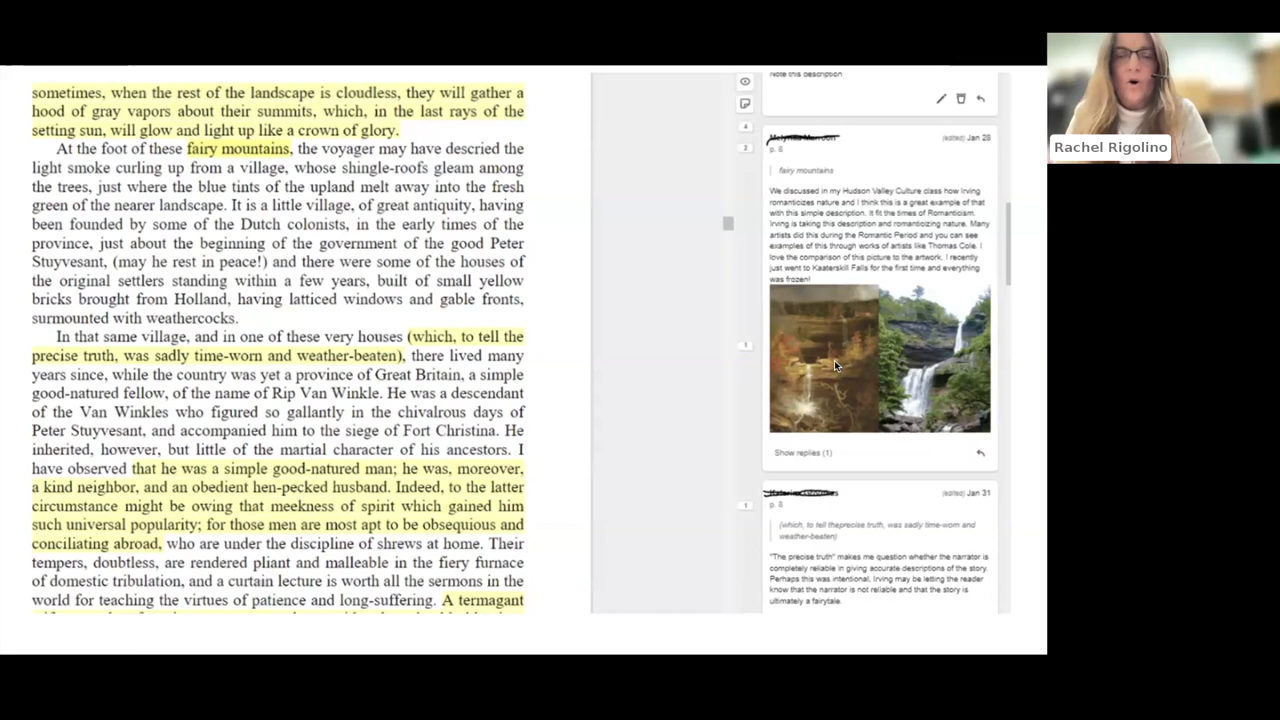 sometimes, when the rest of the landscape is cloudless, they will gather a
hood of gray vapors about their summits, which, in the last rays of the
setting sun, will glow and light up like a crown of glory.
At the foot of these fairy mountains, the voyager may have descried the
light smoke curling up from a village, whose shingle-roofs gleam among
the trees, just where the blue tints of the upland melt away into the fresh
green of the nearer landscape. It is a little village, of great antiquity, having
been founded by some of the Dutch colonists, in the early times of the
province, just about the beginning of the government of the good Peter
Stuyvesant, (may he rest in peace!) and there were some of the houses of
the original settlers standing within a few years, built of small yellow
bricks brought from Holland, having latticed windows and gable fronts,
surmounted with weathercocks.
In that same village, and in one of these very houses (which, to tell the
precise truth, was sadly time-worn and weather-beaten), there lived many
years since, while the country was yet a province of Great Britain, a simple
good-natured fellow, of the name of Rip Van Winkle. He was a descendant
of the Van Winkles who figured so gallantly in the chivalrous days of
Peter Stuyvesant, and accompanied him to the siege of Fort Christina. He
inherited, however, but little of the martial character of his ancestors. I
have observed that he was a simple good-natured man; he was, moreover,
a kind neighbor, and an obedient hen-pecked husband. Indeed, to the latter
circumstance might be owing that meekness of spirit which gained him
such universal popularity; for those men are most apt to be obsequious and
conciliating abroad, who are under the discipline of shrews at home. Their
tempers, doubtless, are rendered pliant and malleable in the fiery furnace
of domestic tribulation, and a curtain lecture is worth all the sermons in the
world for teaching the virtues of patience and long-suffering. A termagant
Note this description
4
2
(edited) Jan 28
p. 8
fairy mountains
We discussed in my Hudson Valley Culture class how Irving
romanticizes nature and I think this is a great example of that
with this simple description. It fit the times of Romanticism.
Irving is taking this description and romanticizing nature. Many
artists did this during the Romantic Period and you can see
examples of this through works of artists like Thomas Cole. I
love the comparison of this picture to the artwork. I recently
just went to Kaaterskill Falls for the first time and everything
was frozen!
1
Show replies (1)
(edited) Jan 31
1
p. 8
(which, to tell theprecise truth, was sadly time-worn and
weather-beaten)
"The precise truth" makes me question whether the narrator is
completely reliable in giving accurate descriptions of the story.
Perhaps this was intentional, Irving may be letting the reader
know that the narrator is not reliable and that the story is
ultimately a fairytale.
Rachel Rigolino